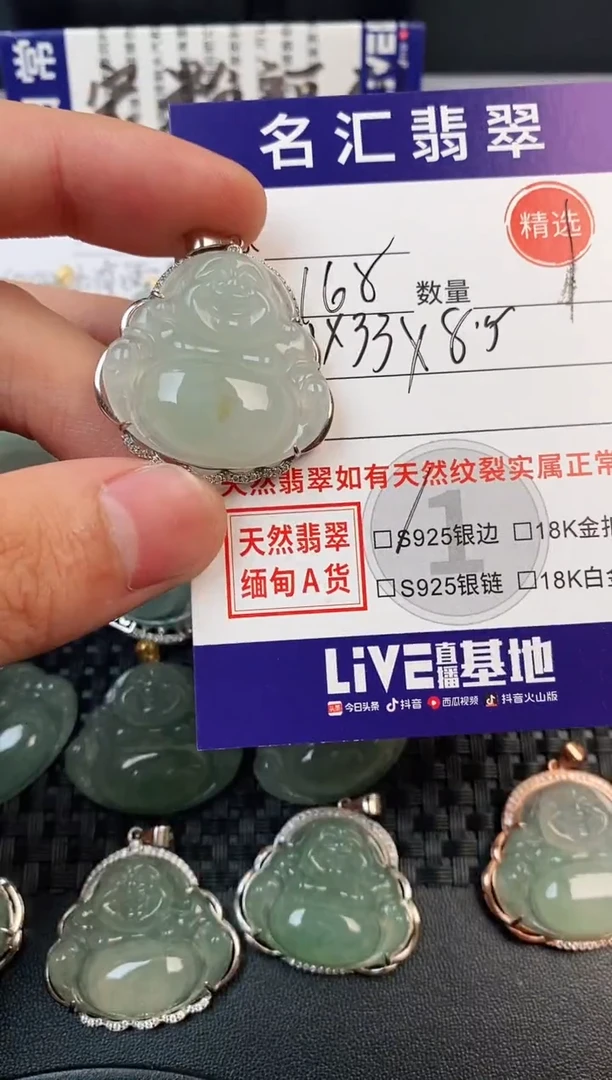 常
LIVE
名汇翡翠
精选
168
数量
X33X8.5
天然翡翠如有天然纹裂实属正常
天然翡翠
缅甸A货
1
□S925银边 □18K金
□S925银链 □18K白金
LiVE直播基地
今日头条 抖音 西瓜视频 抖音火山版